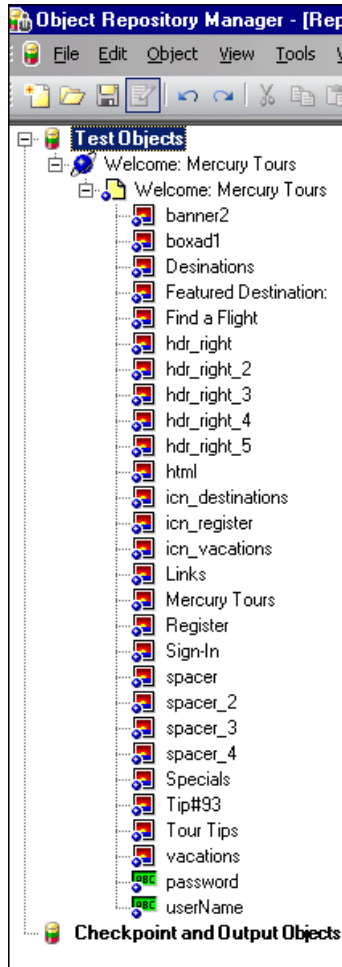 Object Repository Manager - [Rep
File Edit Object View Tools
Test Objects
Welcome: Mercury Tours
Welcome: Mercury Tours
banner2
boxad1
Desinations
Featured Destination:
Find a Flight
hdr_right
hdr_right_2
hdr_right_3
hdr_right_4
hdr_right_5
html
icn_destinations
icn_register
icn_vacations
Links
Mercury Tours
Register
Sign-In
spacer
spacer_2
spacer_3
spacer_4
Specials
Tip#93
Tour Tips
vacations
ABC password
ABC userName
Checkpoint and Output Objects